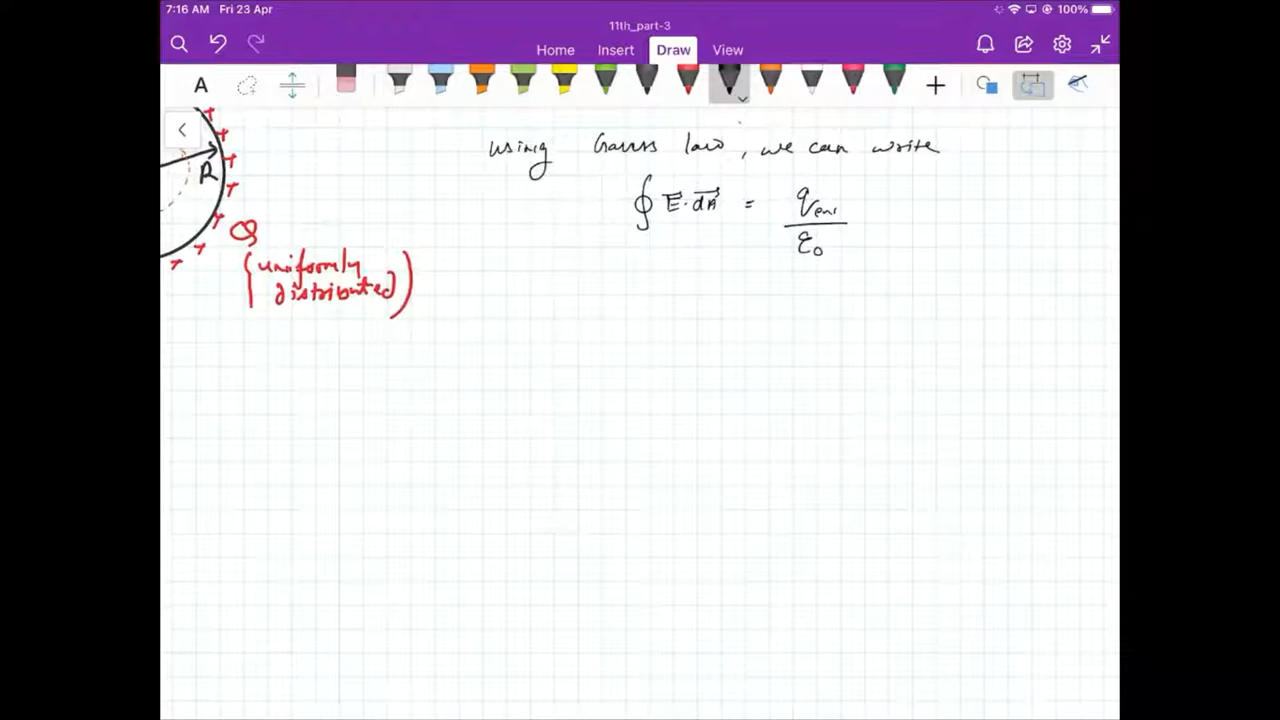 7:16 AM Fri 23 Apr
100%
11th_part-3
Home Insert Draw View
A
R
Q
(uniformly
distributed)
using Gauss law, we can write
∮ E⃗ · dA⃗ = q_enc / ε₀